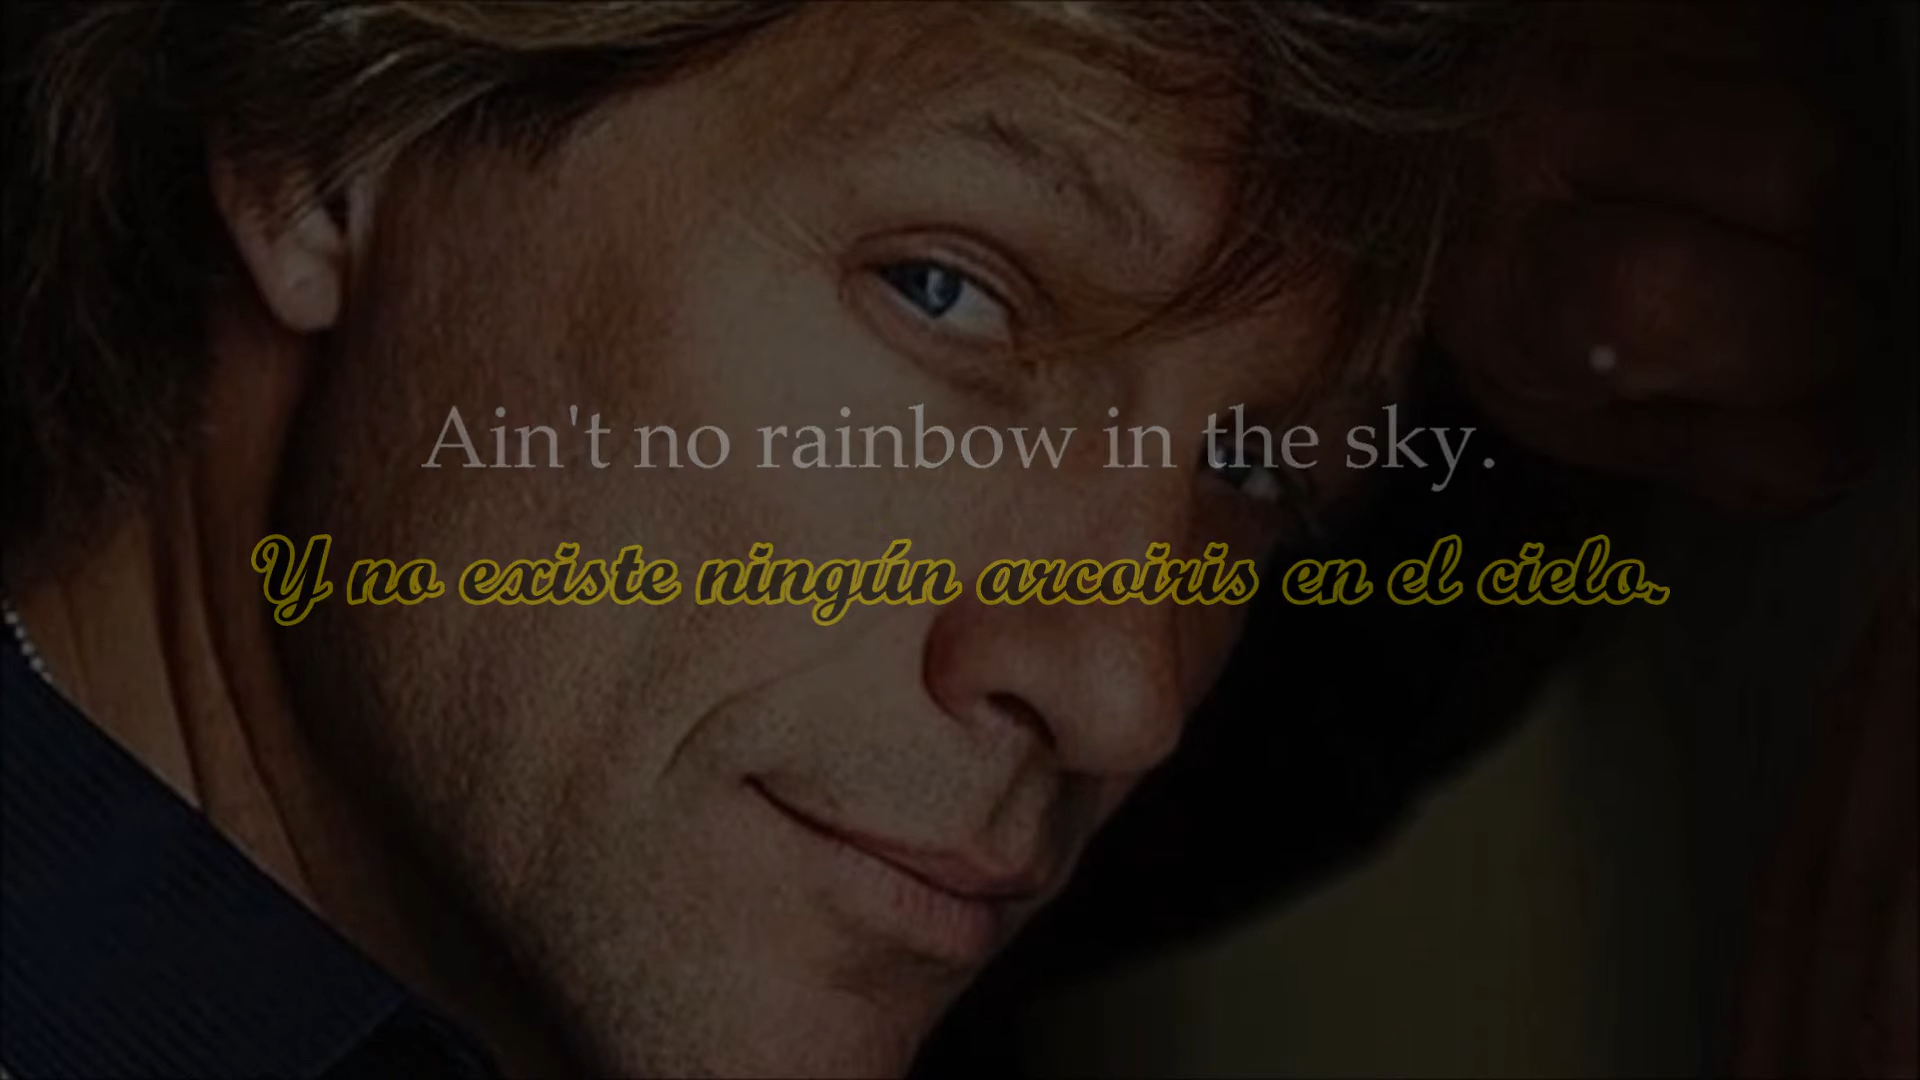 Ain't no rainbow in the sky.
Y no existe ningún arcoiris en el cielo.